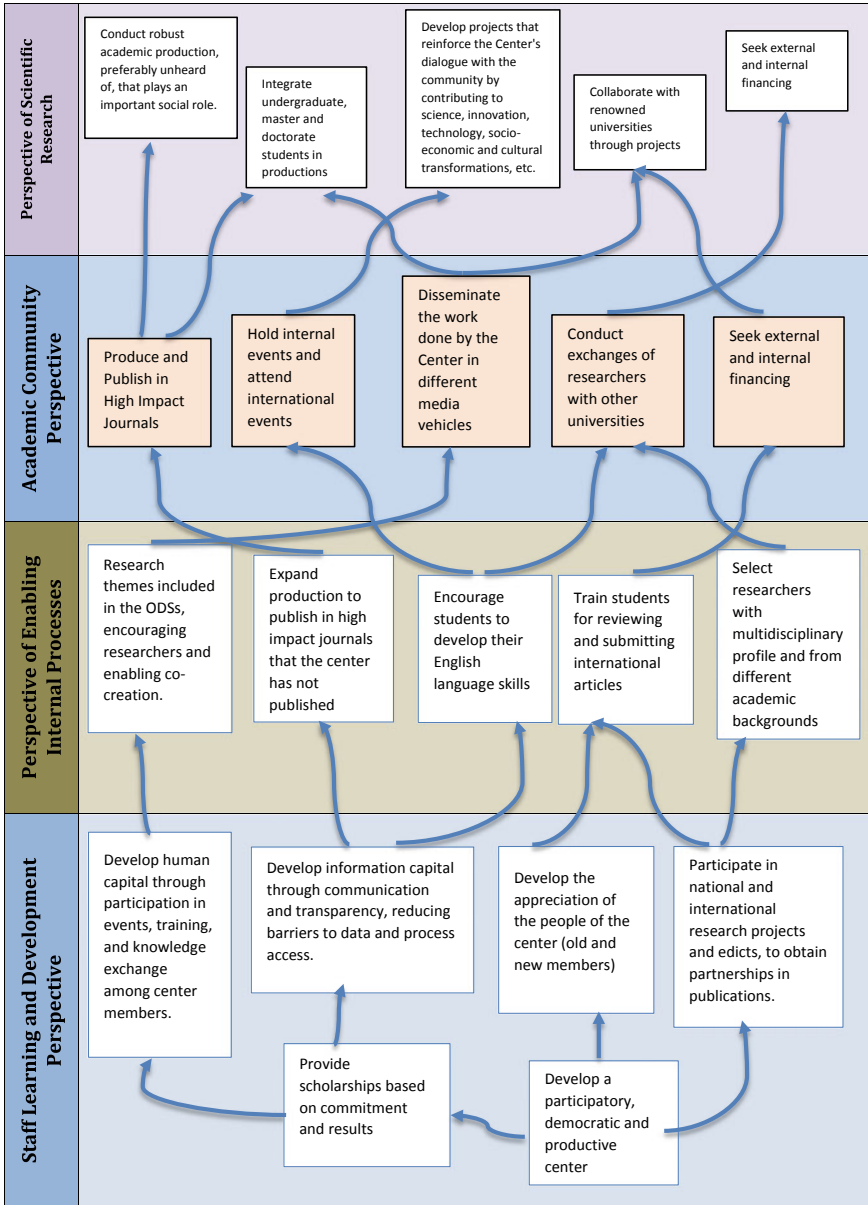 Perspective of Scientific
Research
Conduct robust
academic production,
preferably unheard
of, that plays an
important social role.
Integrate
undergraduate,
master and
doctorate
students in
productions
Develop projects that
reinforce the Center's
dialogue with the
community by
contributing to
science, innovation,
technology, socio-
economic and cultural
transformations, etc.
Collaborate with
renowned
universities
through projects
Seek external
and internal
financing
Academic Community
Perspective
Produce and
Publish in
High Impact
Journals
Hold internal
events and
attend
international
events
Disseminate
the work
done by the
Center in
different
media
vehicles
Conduct
exchanges of
researchers
with other
universities
Seek external
and internal
financing
Perspective of Enabling
Internal Processes
Research
themes included
in the ODSs,
encouraging
researchers and
enabling co-
creation.
Expand
production to
publish in high
impact journals
that the center
has not
published
Encourage
students to
develop their
English
language skills
Train students
for reviewing
and submitting
international
articles
Select
researchers
with
multidisciplinary
profile and from
different
academic
backgrounds
Staff Learning and Development
Perspective
Develop human
capital through
participation in
events, training,
and knowledge
exchange
among center
members.
Develop information capital
through communication
and transparency, reducing
barriers to data and process
access.
Develop the
appreciation of
the people of the
center (old and
new members)
Participate in
national and
international
research projects
and edicts, to obtain
partnerships in
publications.
Provide
scholarships based
on commitment
and results
Develop a
participatory,
democratic and
productive
center